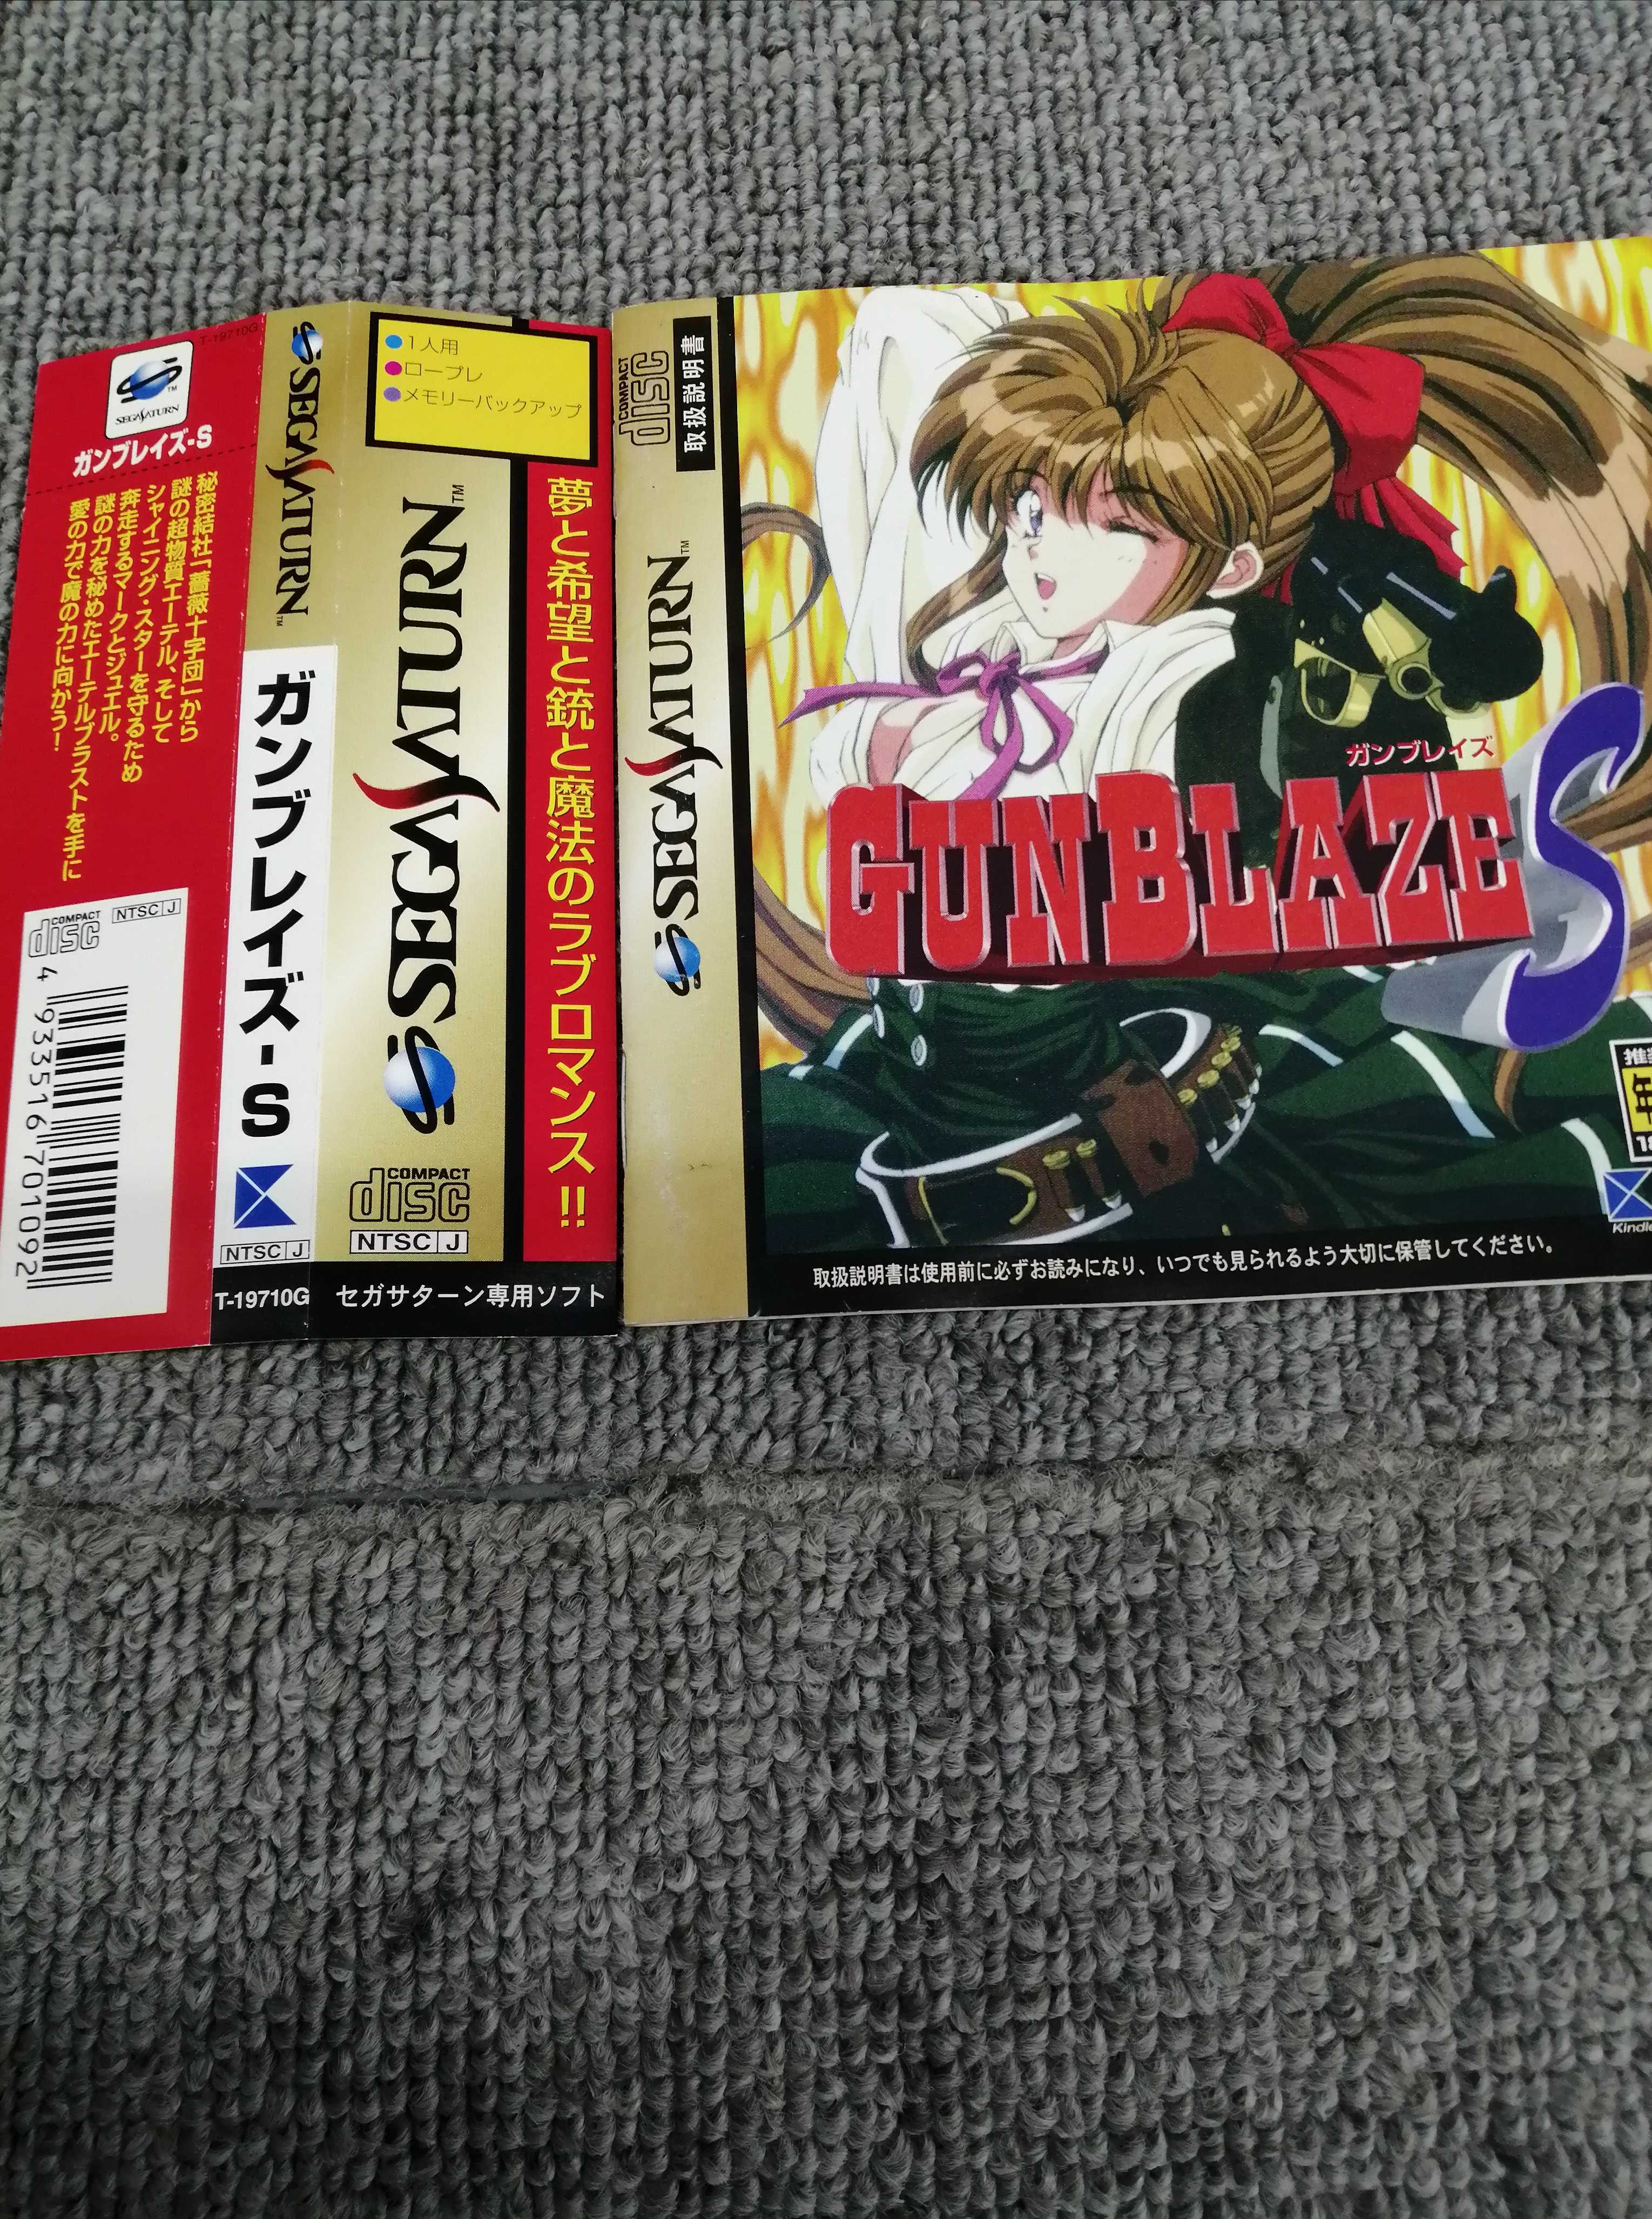 T-19710G
SEGA SATURN™
ガンブレイズ-S
秘密結社「薔薇十字団」から
謎の超物質エーテル、そして
シャイニング・スターを守るため
奔走するマークとジュエル。
謎の力を秘めたエーテルブラストを手に
愛の力で魔の力に向かう！
COMPACT
disc
NTSC J
4 933516 701092
SEGA SATURN™
ガンブレイズ-S
NTSC J
T-19710G
●1人用
●ロープレ
●メモリーバックアップ
SEGA SATURN™
COMPACT
disc
NTSC J
夢と希望と銃と魔法のラブロマンス!!
セガサターン専用ソフト
COMPACT
disc
取扱説明書
SEGA SATURN™
ガンブレイズ
GUNBLAZE S
取扱説明書は使用前に必ずお読みになり、いつでも見られるよう大切に保管してください。